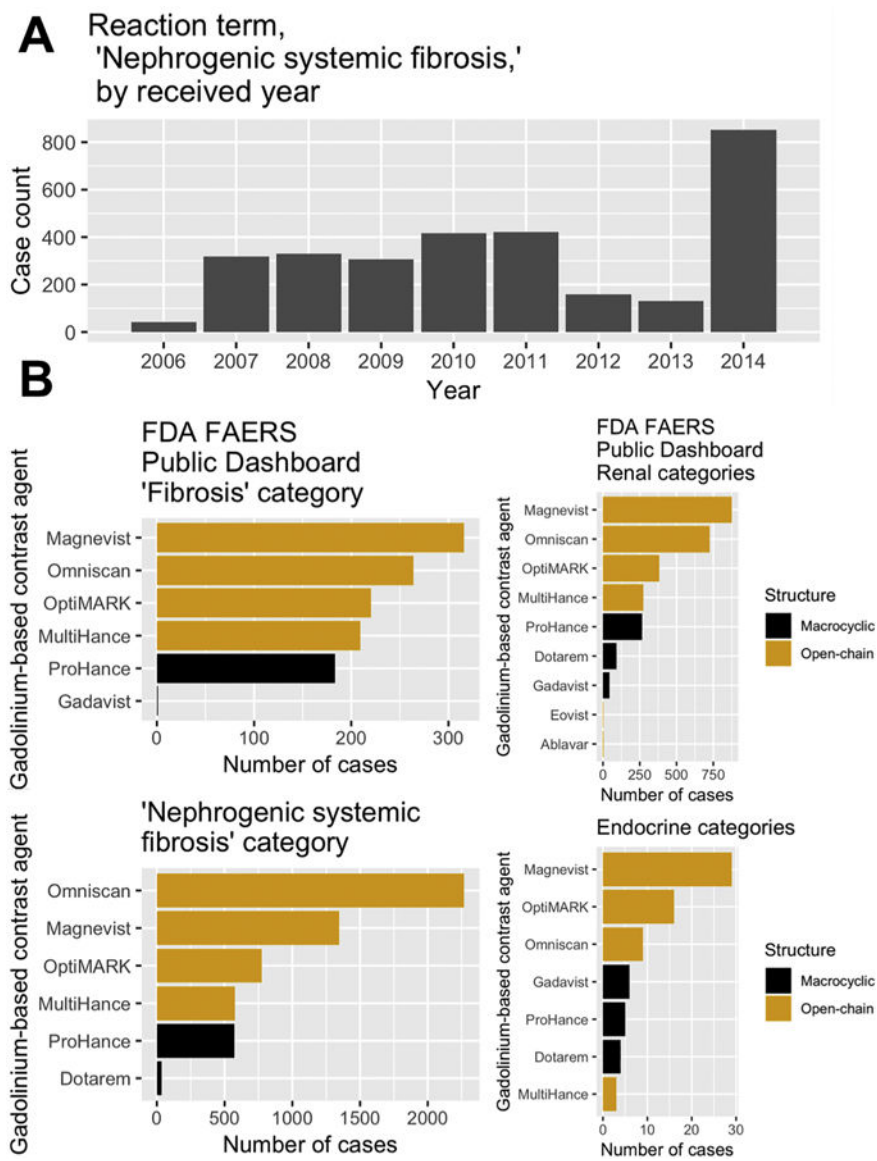 A
Reaction term,
'Nephrogenic systemic fibrosis,'
by received year
Case count
800
600
400
200
0
2006 2007 2008 2009 2010 2011 2012 2013 2014
Year
B
FDA FAERS
Public Dashboard
'Fibrosis' category
Gadolinium-based contrast agent
Magnevist
Omniscan
OptiMARK
MultiHance
ProHance
Gadavist
0 100 200 300
Number of cases
FDA FAERS
Public Dashboard
Renal categories
Gadolinium-based contrast agent
Magnevist
Omniscan
OptiMARK
MultiHance
ProHance
Dotarem
Gadavist
Eovist
Ablavar
0 250 500 750
Number of cases
Structure
Macrocyclic
Open-chain
'Nephrogenic systemic
fibrosis' category
Gadolinium-based contrast agent
Omniscan
Magnevist
OptiMARK
MultiHance
ProHance
Dotarem
0 500 1000 1500 2000
Number of cases
Endocrine categories
Gadolinium-based contrast agent
Magnevist
OptiMARK
Omniscan
Gadavist
ProHance
Dotarem
MultiHance
0 10 20 30
Number of cases
Structure
Macrocyclic
Open-chain